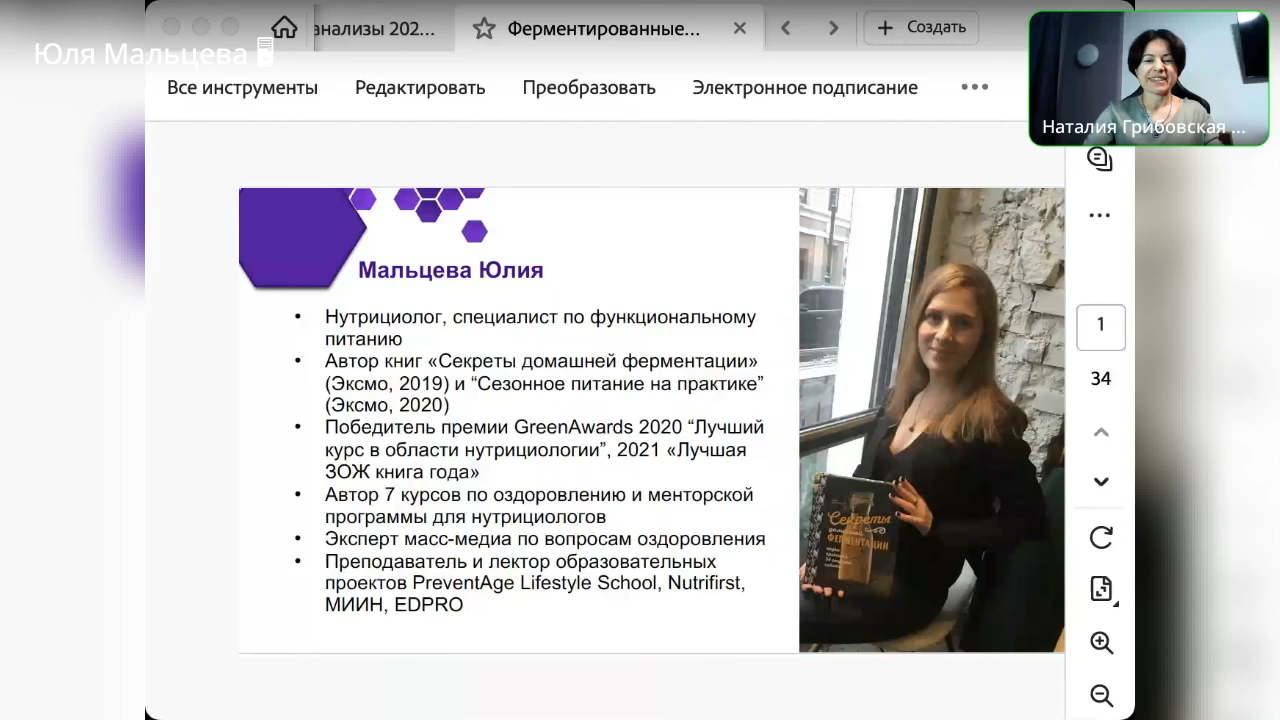 анализы 202...
Ферментированные...
Создать
Юля Мальцева
Все инструменты
Редактировать
Преобразовать
Электронное подписание
Наталия Грибовская ...
Мальцева Юлия
• Нутрициолог, специалист по функциональному
питанию
• Автор книг «Секреты домашней ферментации»
(Эксмо, 2019) и “Сезонное питание на практике”
(Эксмо, 2020)
• Победитель премии GreenAwards 2020 “Лучший
курс в области нутрициологии”, 2021 «Лучшая
ЗОЖ книга года»
• Автор 7 курсов по оздоровлению и менторской
программы для нутрициологов
• Эксперт масс-медиа по вопросам оздоровления
• Преподаватель и лектор образовательных
проектов PreventAge Lifestyle School, Nutrifirst,
МИИН, EDPRO
Секреты
домашней
ФЕРМЕНТАЦИИ
1
34